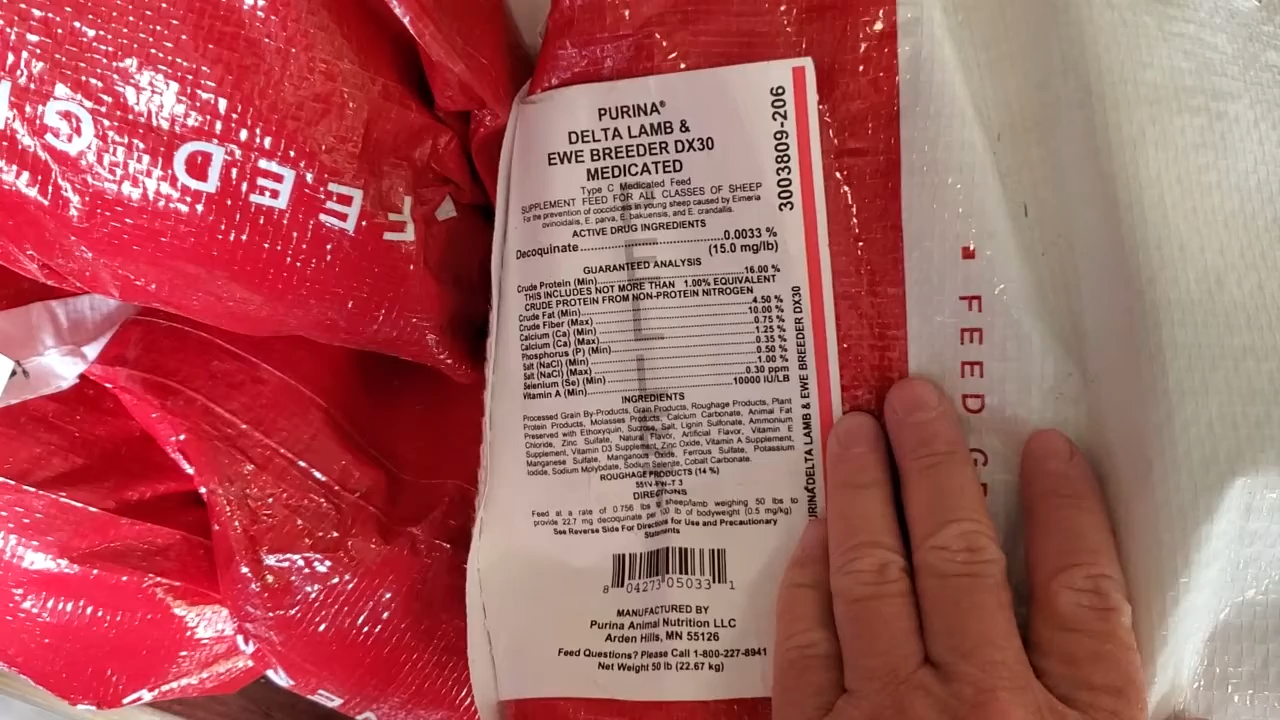 FEED G
PURINA®
DELTA LAMB &
EWE BREEDER DX30
MEDICATED
Type C Medicated Feed
SUPPLEMENT FEED FOR ALL CLASSES OF SHEEP
For the prevention of coccidiosis in young sheep caused by Eimeria
ovinoidalis, E. parva, E. bakuensis, and E. crandallis.
ACTIVE DRUG INGREDIENTS
Decoquinate 0.0033 %
(15.0 mg/lb)
GUARANTEED ANALYSIS
Crude Protein (Min) 16.00 %
THIS INCLUDES NOT MORE THAN 1.00% EQUIVALENT
CRUDE PROTEIN FROM NON-PROTEIN NITROGEN
Crude Fat (Min) 4.50 %
Crude Fiber (Max) 10.00 %
Calcium (Ca) (Min) 0.75 %
Calcium (Ca) (Max) 1.25 %
Phosphorus (P) (Min) 0.35 %
Salt (NaCl) (Min) 0.50 %
Salt (NaCl) (Max) 1.00 %
Selenium (Se) (Min) 0.30 ppm
Vitamin A (Min) 10000 IU/LB
INGREDIENTS
Processed Grain By-Products, Grain Products, Roughage Products, Plant
Protein Products, Molasses Products, Calcium Carbonate, Animal Fat
Preserved with Ethoxyquin, Sucrose, Salt, Lignin Sulfonate, Ammonium
Chloride, Zinc Sulfate, Natural Flavor, Artificial Flavor, Vitamin E
Supplement, Vitamin D3 Supplement, Zinc Oxide, Vitamin A Supplement,
Manganese Sulfate, Manganous Oxide, Ferrous Sulfate, Potassium
Iodide, Sodium Molybdate, Sodium Selenite, Cobalt Carbonate.
ROUGHAGE PRODUCTS (14 %)
551V-PW-T 3
DIRECTIONS
Feed at a rate of 0.756 lbs sheep/lamb weighing 50 lbs to
provide 22.7 mg decoquinate per 100 lb of bodyweight (0.5 mg/kg)
See Reverse Side For Directions for Use and Precautionary
Statements
8 04273 05033 1
MANUFACTURED BY
Purina Animal Nutrition LLC
Arden Hills, MN 55126
Feed Questions? Please Call 1-800-227-8941
Net Weight 50 lb (22.67 kg)
3003809-206
DELTA LAMB & EWE BREEDER DX30
FEED G